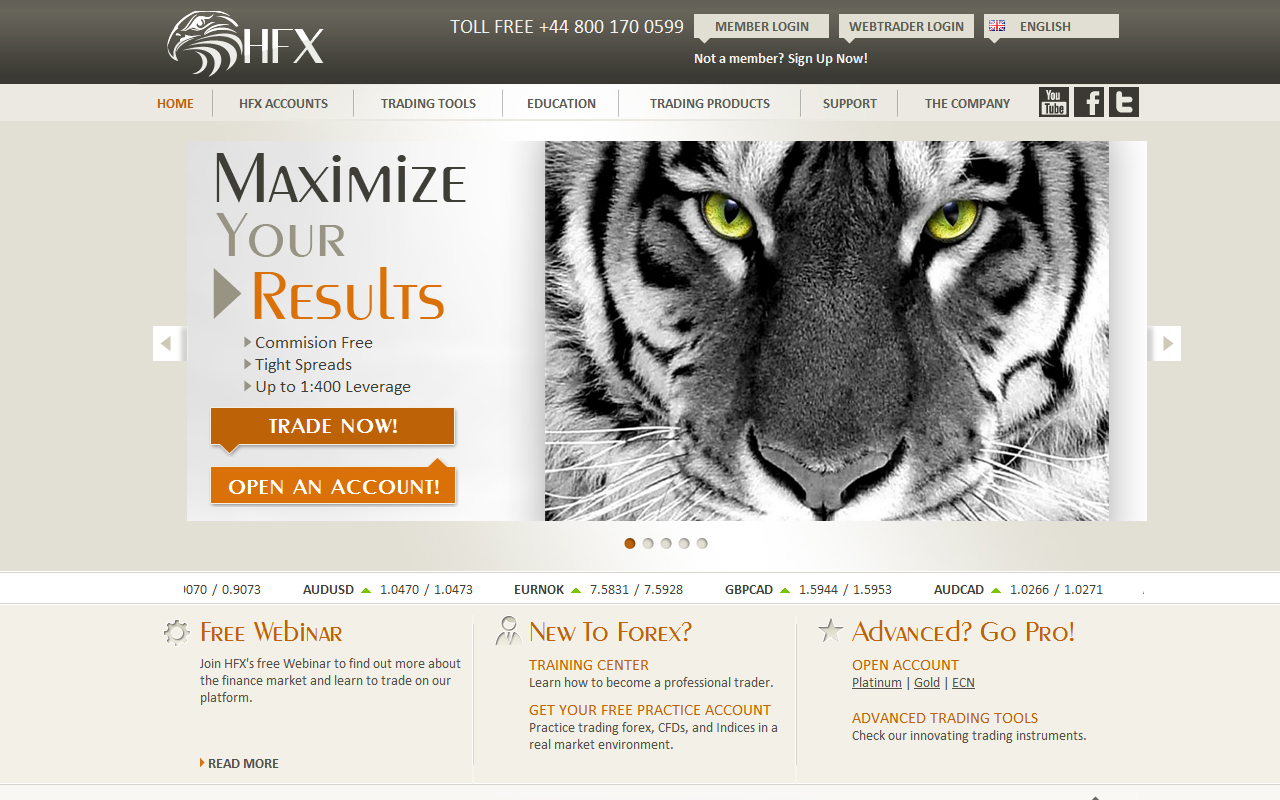 HFX
TOLL FREE +44 800 170 0599
MEMBER LOGIN
WEBTRADER LOGIN
ENGLISH
Not a member? Sign Up Now!
HOME
HFX ACCOUNTS
TRADING TOOLS
EDUCATION
TRADING PRODUCTS
SUPPORT
THE COMPANY
You Tube
Maximize
Your
Results
Commision Free
Tight Spreads
Up to 1:400 Leverage
TRADE NOW!
OPEN AN ACCOUNT!
/ 0.9073
AUDUSD 1.0470 / 1.0473
EURNOK 7.5831 / 7.5928
GBPCAD 1.5944 / 1.5953
AUDCAD 1.0266 / 1.0271
Free Webinar
Join HFX's free Webinar to find out more about
the finance market and learn to trade on our
platform.
READ MORE
New To Forex?
TRAINING CENTER
Learn how to become a professional trader.
GET YOUR FREE PRACTICE ACCOUNT
Practice trading forex, CFDs, and Indices in a
real market environment.
Advanced? Go Pro!
OPEN ACCOUNT
Platinum | Gold | ECN
ADVANCED TRADING TOOLS
Check our innovating trading instruments.